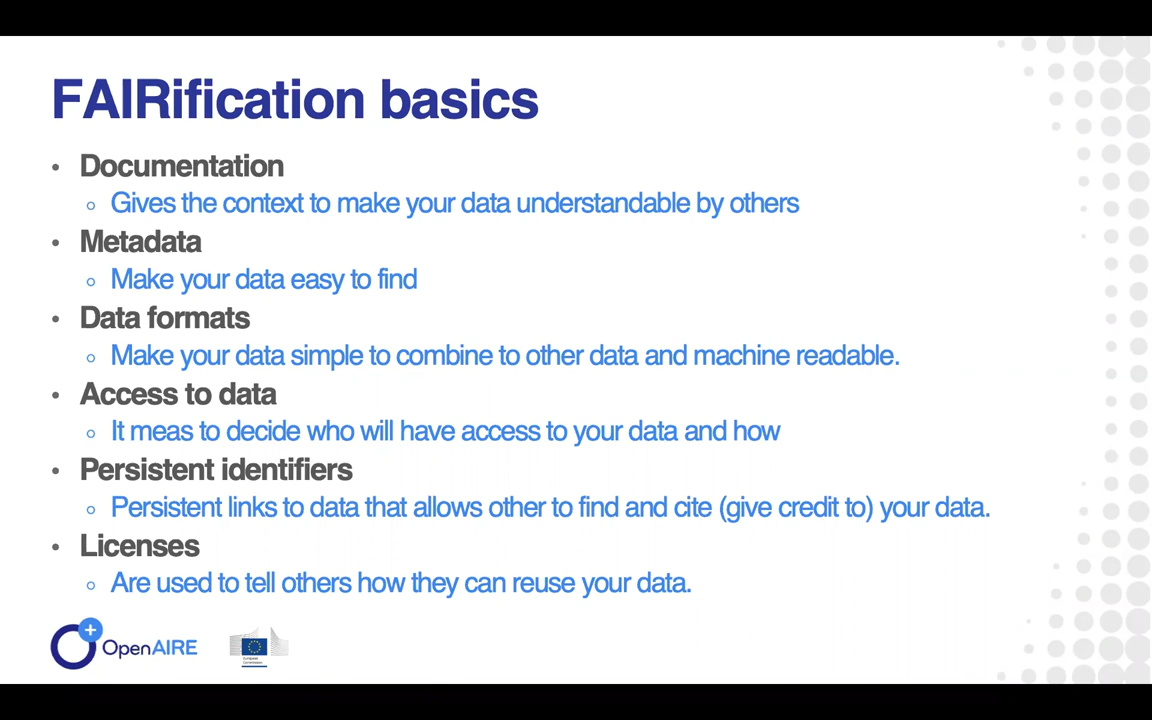 FAIRification basics
• Documentation
○ Gives the context to make your data understandable by others
• Metadata
○ Make your data easy to find
• Data formats
○ Make your data simple to combine to other data and machine readable.
• Access to data
○ It meas to decide who will have access to your data and how
• Persistent identifiers
○ Persistent links to data that allows other to find and cite (give credit to) your data.
• Licenses
○ Are used to tell others how they can reuse your data.
OpenAIRE
European
Commission